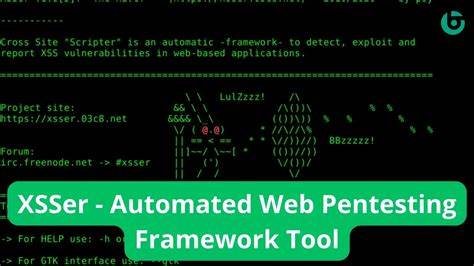 Cross Site "Scripter" is an automatic -framework- to detect, exploit and
report XSS vulnerabilities in web-based applications.
\ \ LulZzzz! /\
Project site: && \ \ /\())\ % %
https://xsser.03c8.net &&&& \_\ (())\)) %
\/ ( @.@) * //\//\%
|| == < == * * \//))//) BBzzzz!
|| ~]/ \~[ * (())//))
Forum: || () \())/
irc.freenode.net -> #xsser \//
XSSer - Automated Web Pentesting
Framework Tool
-> For HELP use: -h o
-> For GTK interface use: --gtk